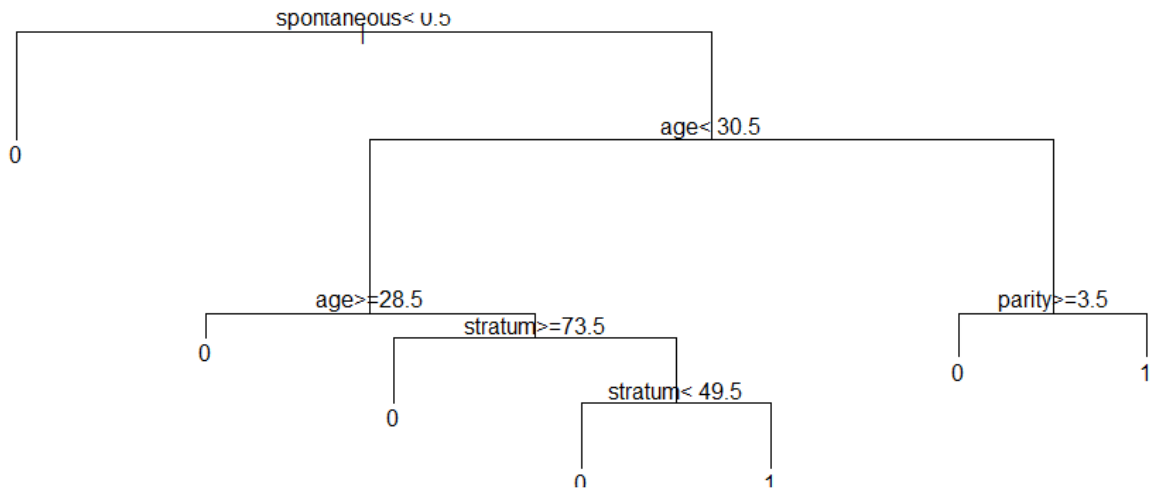 spontaneous< 0.5
age< 30.5
0
age>=28.5
parity>=3.5
stratum>=73.5
0
0
1
stratum< 49.5
0
0
1